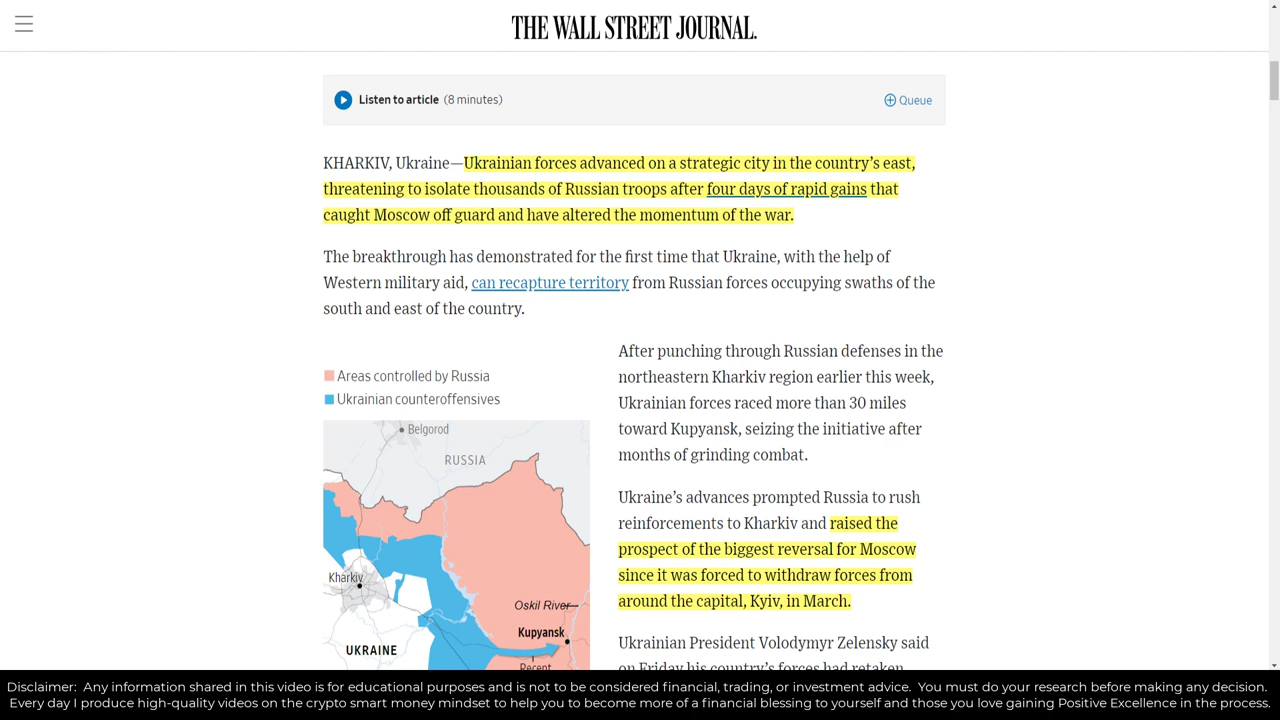 THE WALL STREET JOURNAL.
Listen to article (8 minutes)
Queue
KHARKIV, Ukraine—Ukrainian forces advanced on a strategic city in the country's east,
threatening to isolate thousands of Russian troops after four days of rapid gains that
caught Moscow off guard and have altered the momentum of the war.
The breakthrough has demonstrated for the first time that Ukraine, with the help of
Western military aid, can recapture territory from Russian forces occupying swaths of the
south and east of the country.
Areas controlled by Russia
Ukrainian counteroffensives
Belgorod
RUSSIA
Kharkiv
Oskil River
Kupyansk
UKRAINE
Recent
After punching through Russian defenses in the
northeastern Kharkiv region earlier this week,
Ukrainian forces raced more than 30 miles
toward Kupyansk, seizing the initiative after
months of grinding combat.
Ukraine's advances prompted Russia to rush
reinforcements to Kharkiv and raised the
prospect of the biggest reversal for Moscow
since it was forced to withdraw forces from
around the capital, Kyiv, in March.
Ukrainian President Volodymyr Zelensky said
on Friday his country's forces had retaken
Disclaimer: Any information shared in this video is for educational purposes and is not to be considered financial, trading, or investment advice. You must do your research before making any decision.
Every day I produce high-quality videos on the crypto smart money mindset to help you to become more of a financial blessing to yourself and those you love gaining Positive Excellence in the process.